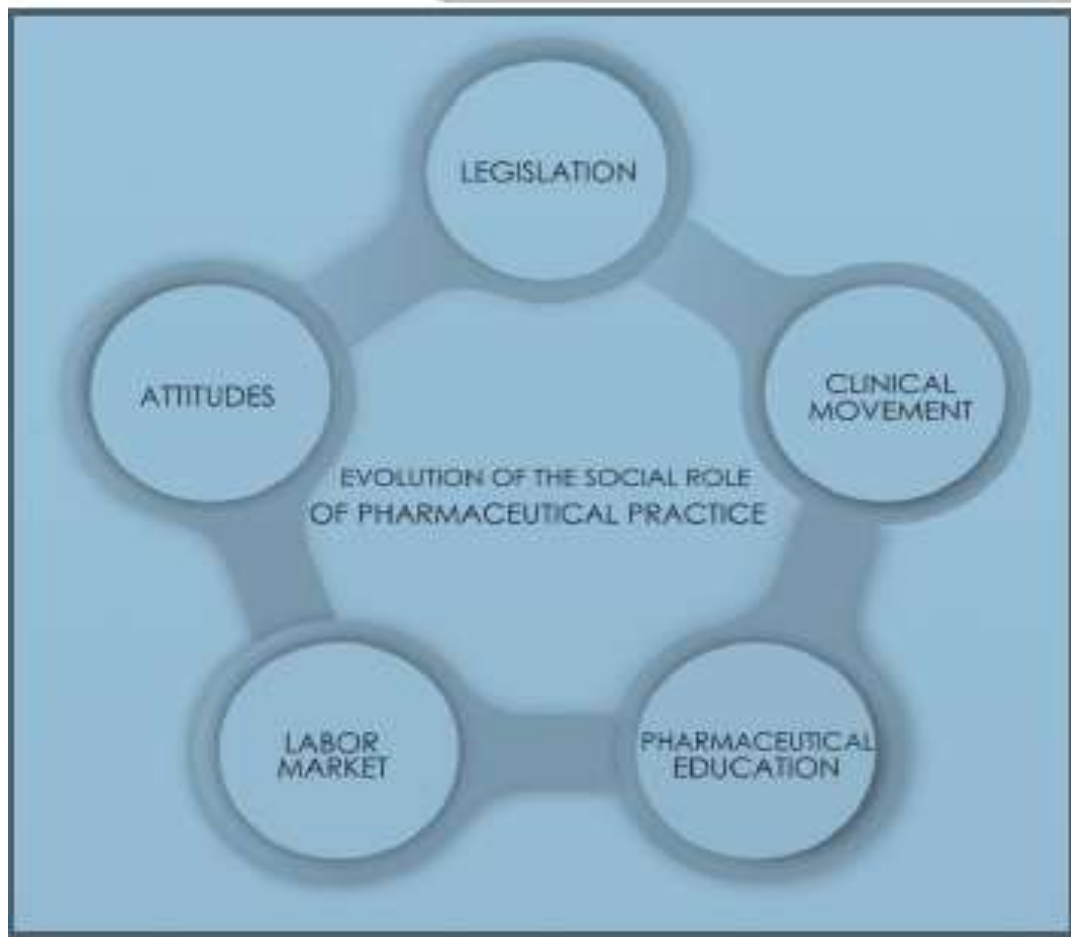 LEGISLATION
CLINICAL
MOVEMENT
ATTITUDES
EVOLUTION OF THE SOCIAL ROLE
OF PHARMACEUTICAL PRACTICE
LABOR
MARKET
PHARMACEUTICAL
EDUCATION